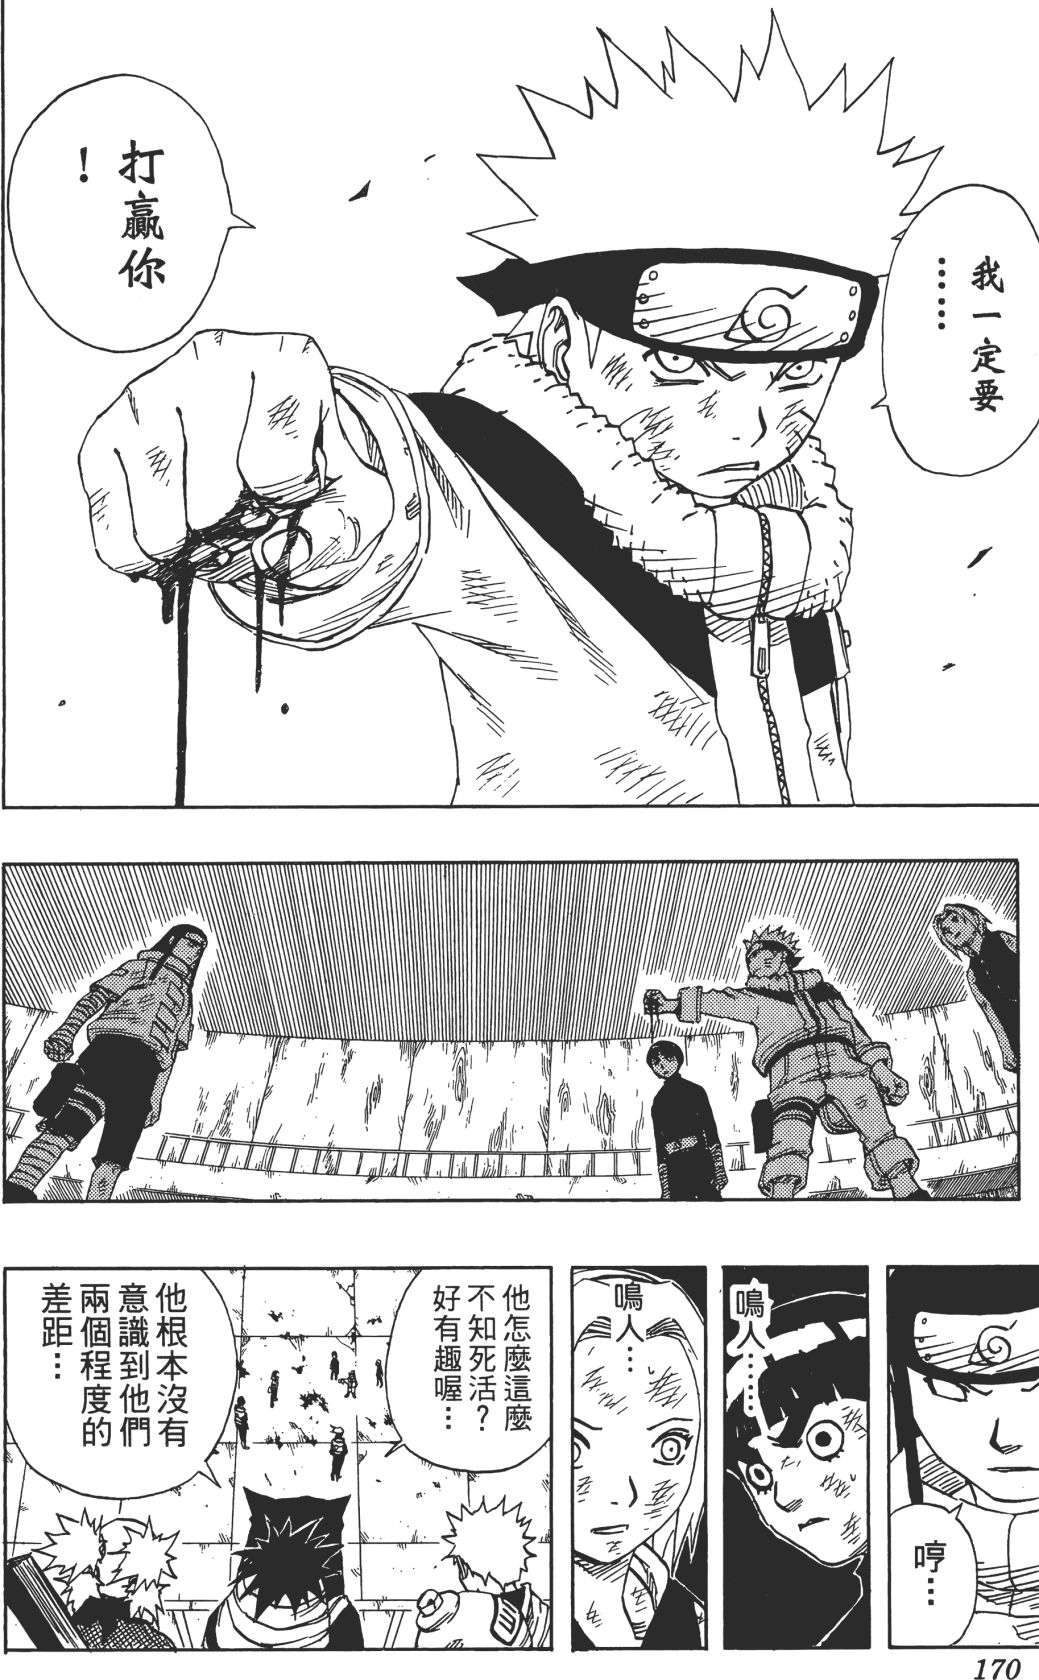 我一定要
……
打贏你
！
哼…
鳴人……
鳴人…
他怎麼這麼
不知死活？
好有趣喔…
他根本沒有
意識到他們
兩個程度的
差距…
170